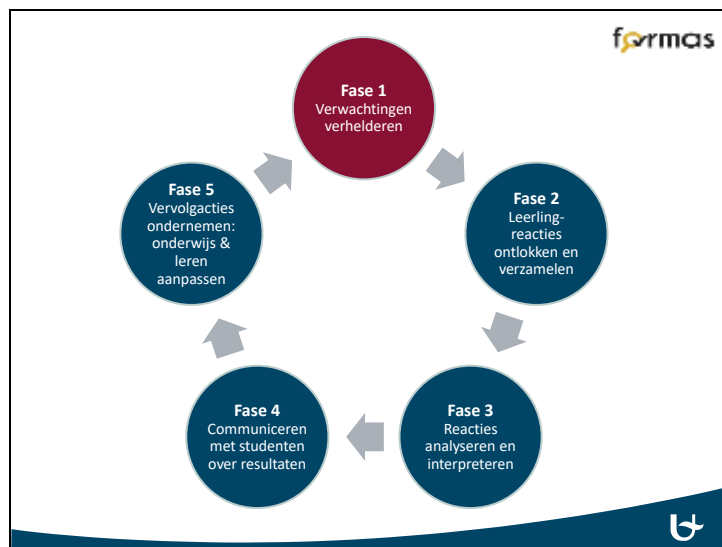 formas
Fase 1
Verwachtingen
verhelderen
Fase 2
Leerling-
reacties
ontlokken en
verzamelen
Fase 3
Reacties
analyseren en
interpreteren
Fase 4
Communiceren
met studenten
over resultaten
Fase 5
Vervolgacties
ondernemen:
onderwijs &
leren
aanpassen